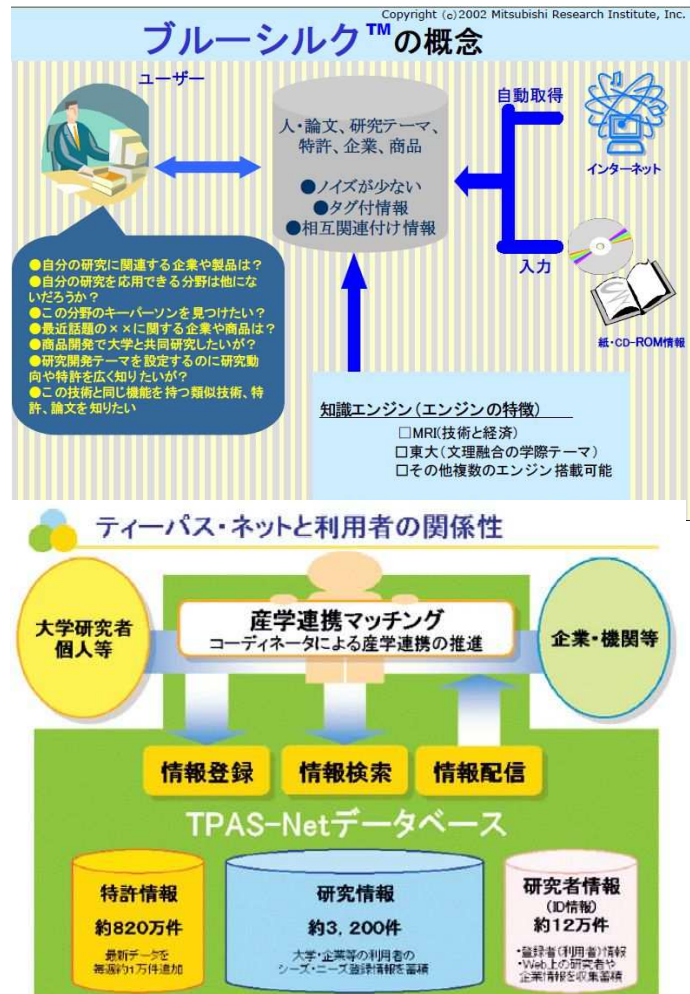 Copyright (c)2002 Mitsubishi Research Institute, Inc.
ブルーシルク™の概念
ユーザー
人・論文、研究テーマ、
特許、企業、商品
●ノイズが少ない
●タグ付情報
●相互関連付け情報
自動取得
インターネット
入力
紙・CD-ROM情報
●自分の研究に関連する企業や製品は？
●自分の研究を応用できる分野は他にな
いだろうか？
●この分野のキーパーソンを見つけたい？
●最近話題の××に関する企業や商品は？
●商品開発で大学と共同研究したいが？
●研究開発テーマを設定するのに研究動
向や特許を広く知りたいが？
●この技術と同じ機能を持つ類似技術、特
許、論文を知りたい
知識エンジン（エンジンの特徴）
□MRI(技術と経済）
□東大（文理融合の学際テーマ）
□その他複数のエンジン搭載可能
ティーパス・ネットと利用者の関係性
大学研究者
個人等
産学連携マッチング
コーディネータによる産学連携の推進
企業・機関等
情報登録
情報検索
情報配信
TPAS-Netデータベース
特許情報
約820万件
最新データを
毎週約1万件追加
研究情報
約3，200件
大学・企業等の利用者の
シーズ・ニーズ登録情報を蓄積
研究者情報
(ID情報)
約12万件
・登録者(利用者)情報
・Web上の研究者や
企業情報を収集蓄積